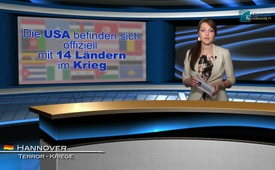 Die USA befinden sich
offiziell
mit 14 Ländern
im Krieg
HANNOVER
TERROR - KRIEGE